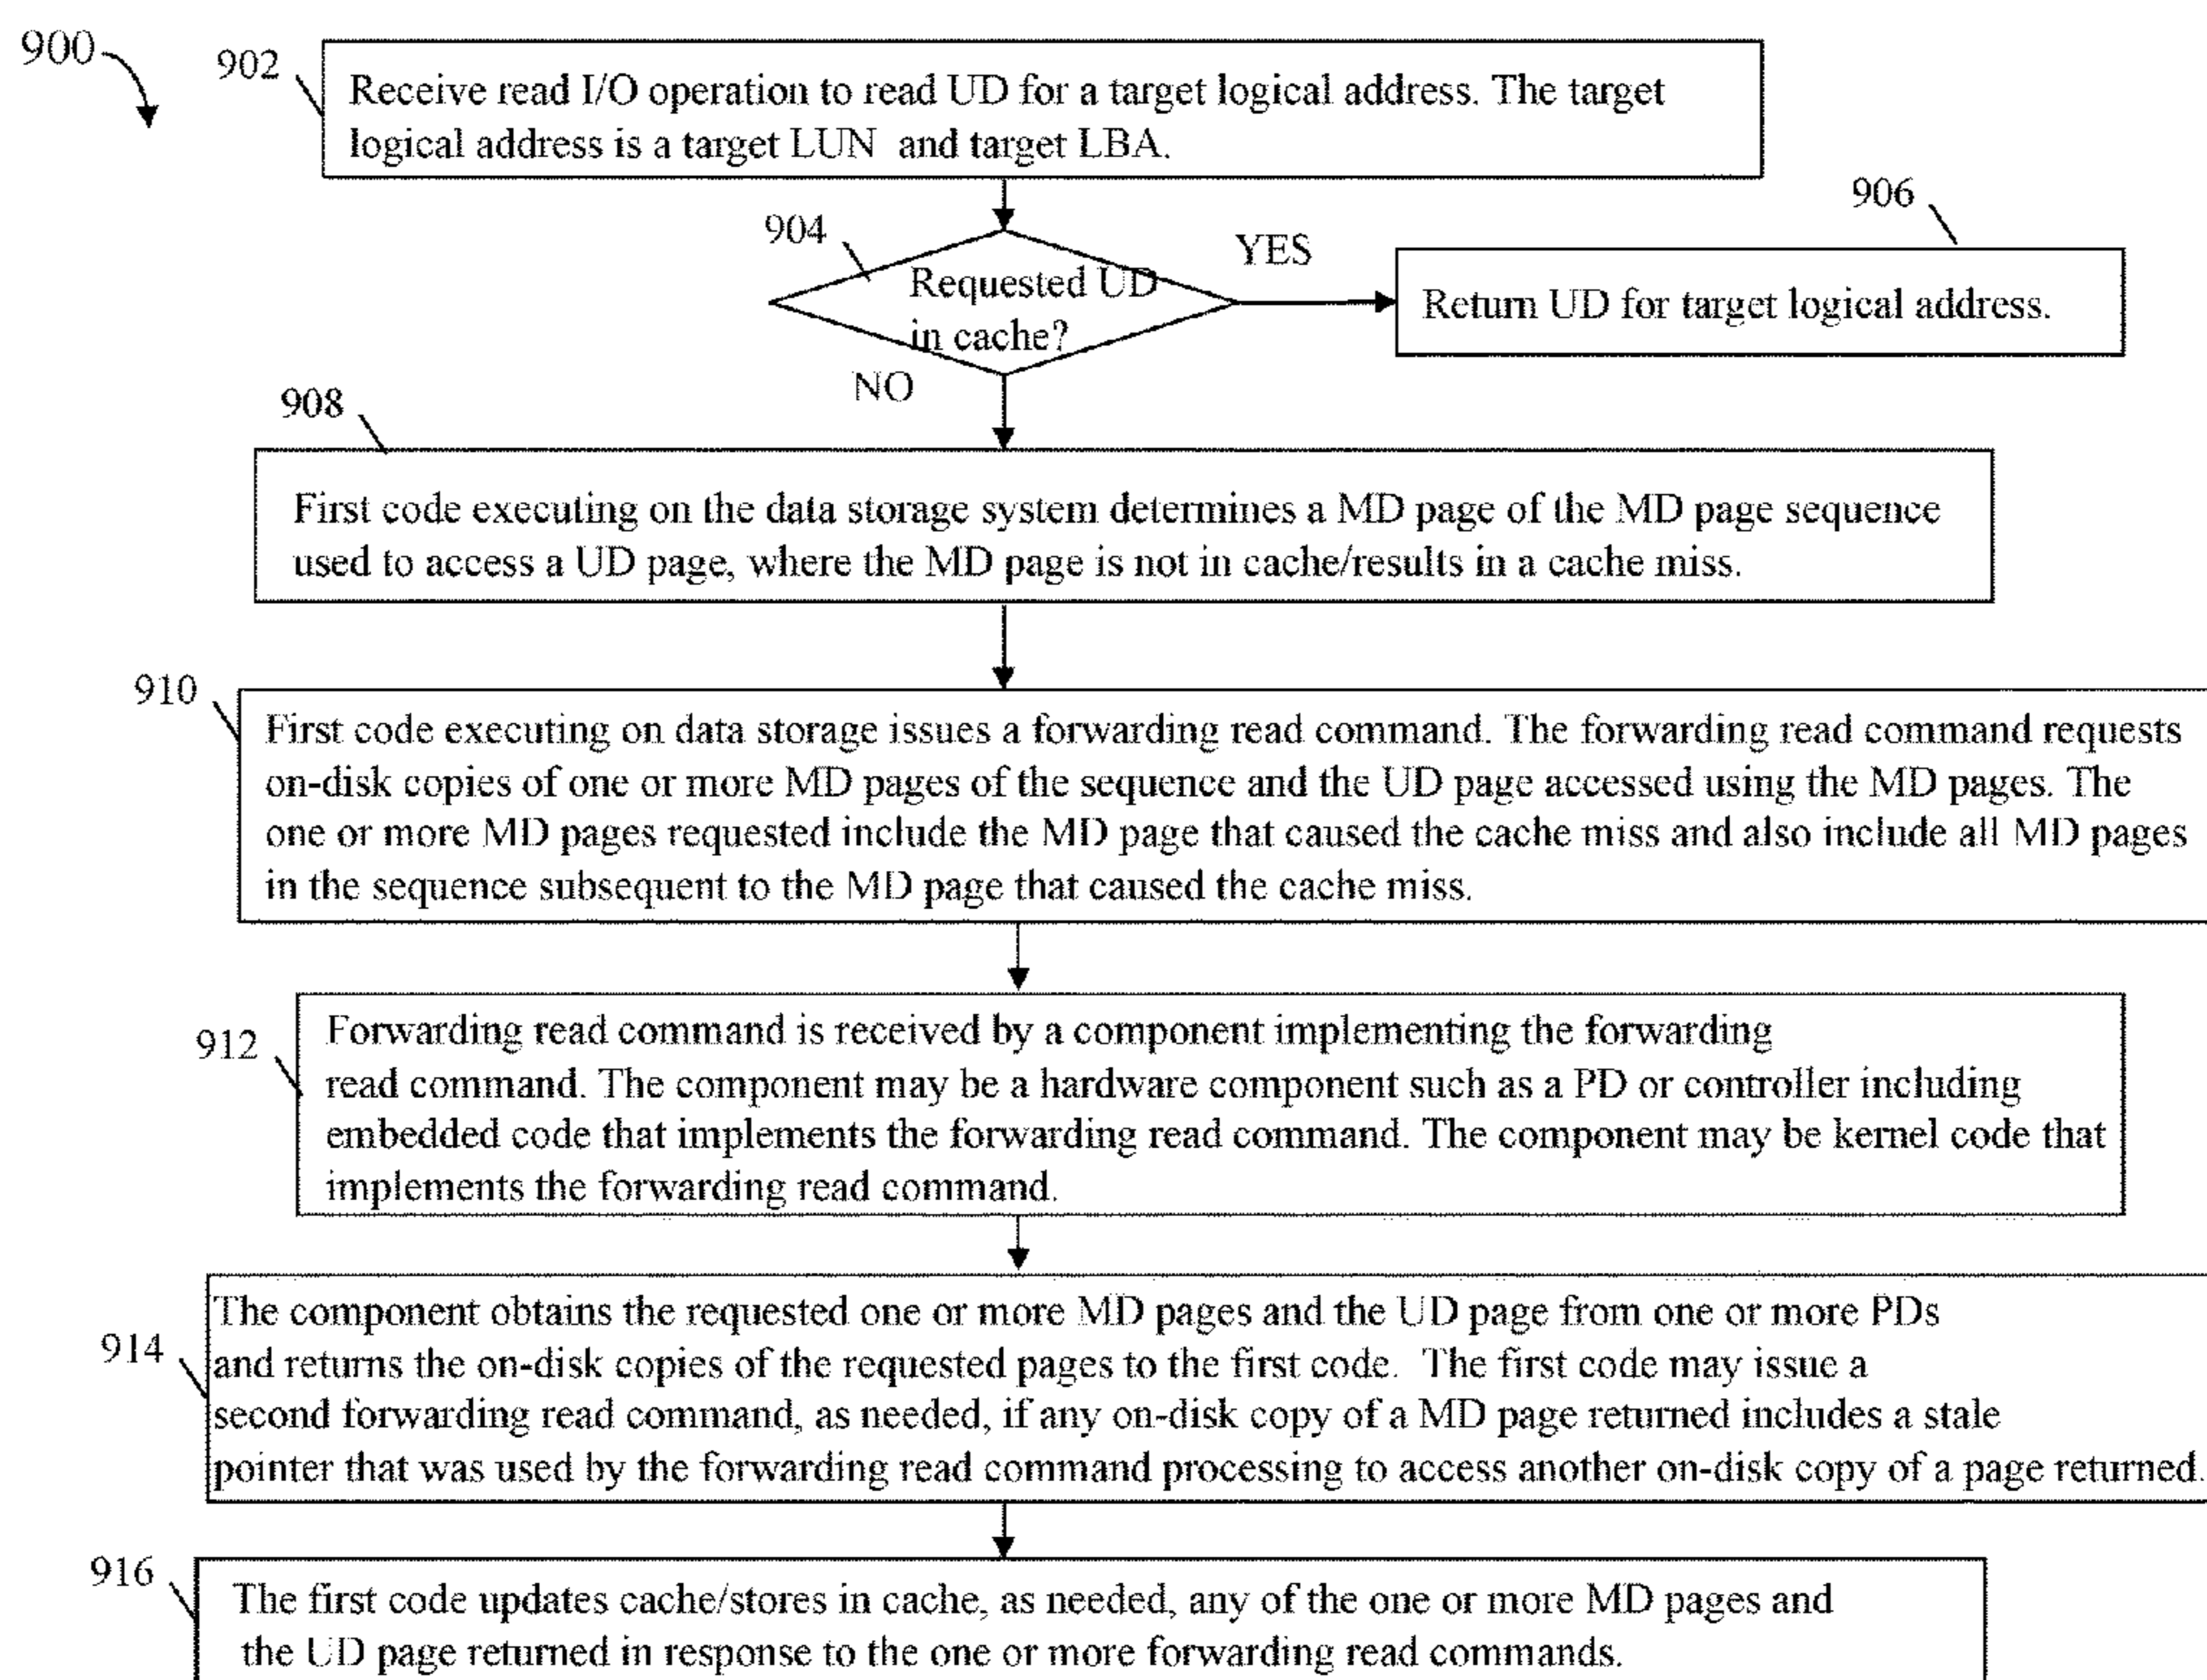 900
902
Receive read I/O operation to read UD for a target logical address. The target
logical address is a target LUN and target LBA.
904
Requested UD
in cache?
YES
906
Return UD for target logical address.
NO
908
First code executing on the data storage system determines a MD page of the MD page sequence
used to access a UD page, where the MD page is not in cache/results in a cache miss.
910
First code executing on data storage issues a forwarding read command. The forwarding read command requests
on-disk copies of one or more MD pages of the sequence and the UD page accessed using the MD pages. The
one or more MD pages requested include the MD page that caused the cache miss and also include all MD pages
in the sequence subsequent to the MD page that caused the cache miss.
912
Forwarding read command is received by a component implementing the forwarding
read command. The component may be a hardware component such as a PD or controller including
embedded code that implements the forwarding read command. The component may be kernel code that
implements the forwarding read command.
914
The component obtains the requested one or more MD pages and the UD page from one or more PDs
and returns the on-disk copies of the requested pages to the first code. The first code may issue a
second forwarding read command, as needed, if any on-disk copy of a MD page returned includes a stale
pointer that was used by the forwarding read command processing to access another on-disk copy of a page returned.
916
The first code updates cache/stores in cache, as needed, any of the one or more MD pages and
the UD page returned in response to the one or more forwarding read commands.